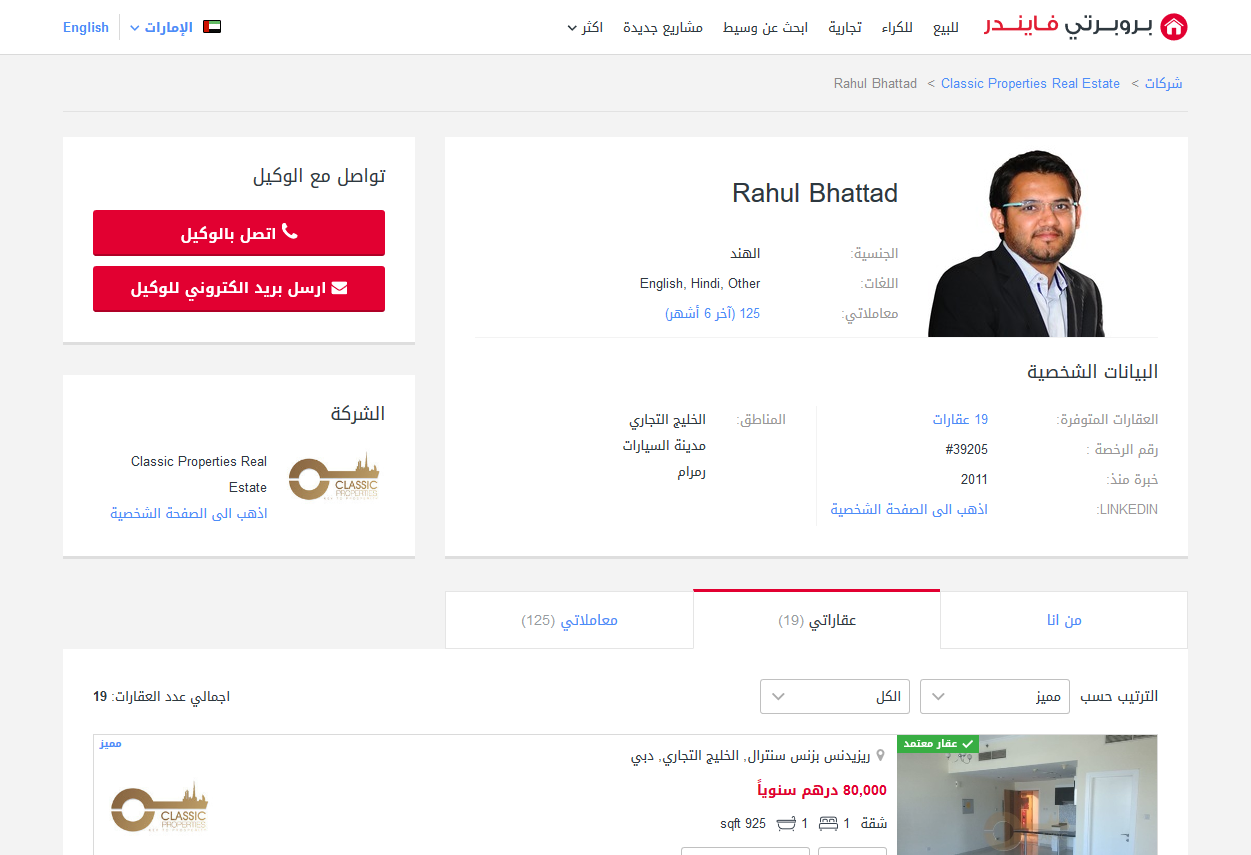 بروبرتي فايندر
للبيع
للكراء
تجارية
ابحث عن وسيط
مشاريع جديدة
اكثر
الإمارات
English
شركات > Classic Properties Real Estate > Rahul Bhattad
Rahul Bhattad
الجنسية: الهند
اللغات: English, Hindi, Other
معاملاتي: 125 (آخر 6 أشهر)
البيانات الشخصية
العقارات المتوفرة: 19 عقارات
رقم الرخصة : 39205#
خبرة منذ: 2011
LINKEDIN: اذهب الى الصفحة الشخصية
المناطق: الخليج التجاري
مدينة السيارات
رمرام
تواصل مع الوكيل
اتصل بالوكيل
ارسل بريد الكتروني للوكيل
الشركة
CLASSIC
PROPERTIES
Classic Properties Real
Estate
اذهب الى الصفحة الشخصية
من انا
عقاراتي (19)
معاملاتي (125)
الترتيب حسب
مميز
الكل
اجمالي عدد العقارات: 19
عقار معتمد
ريزيدنس بزنس سنترال, الخليج التجاري, دبي
80,000 درهم سنوياً
شقة 1 1 925 sqft
مميز
CLASSIC
PROPERTIES